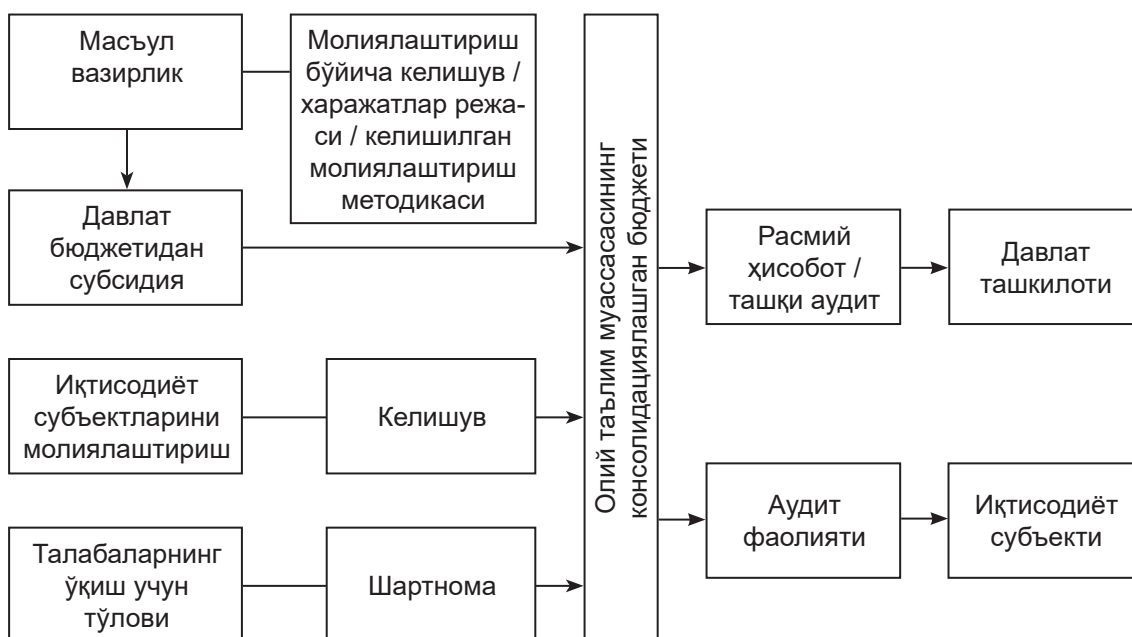 Масъул
вазирлик
Молиялаштириш
бўйича келишув /
харажатлар режа-
си / келишилган
молиялаштириш
методикаси
Давлат
бюджетидан
субсидия
Иқтисодиёт
субъектларини
молиялаштириш
Келишув
Талабаларнинг
ўқиш учун
тўлови
Шартнома
Олий таълим муассасасининг
консолидациялашган бюджети
Расмий
ҳисобот /
ташқи аудит
Давлат
ташкилоти
Аудит
фаолияти
Иқтисодиёт
субъекти